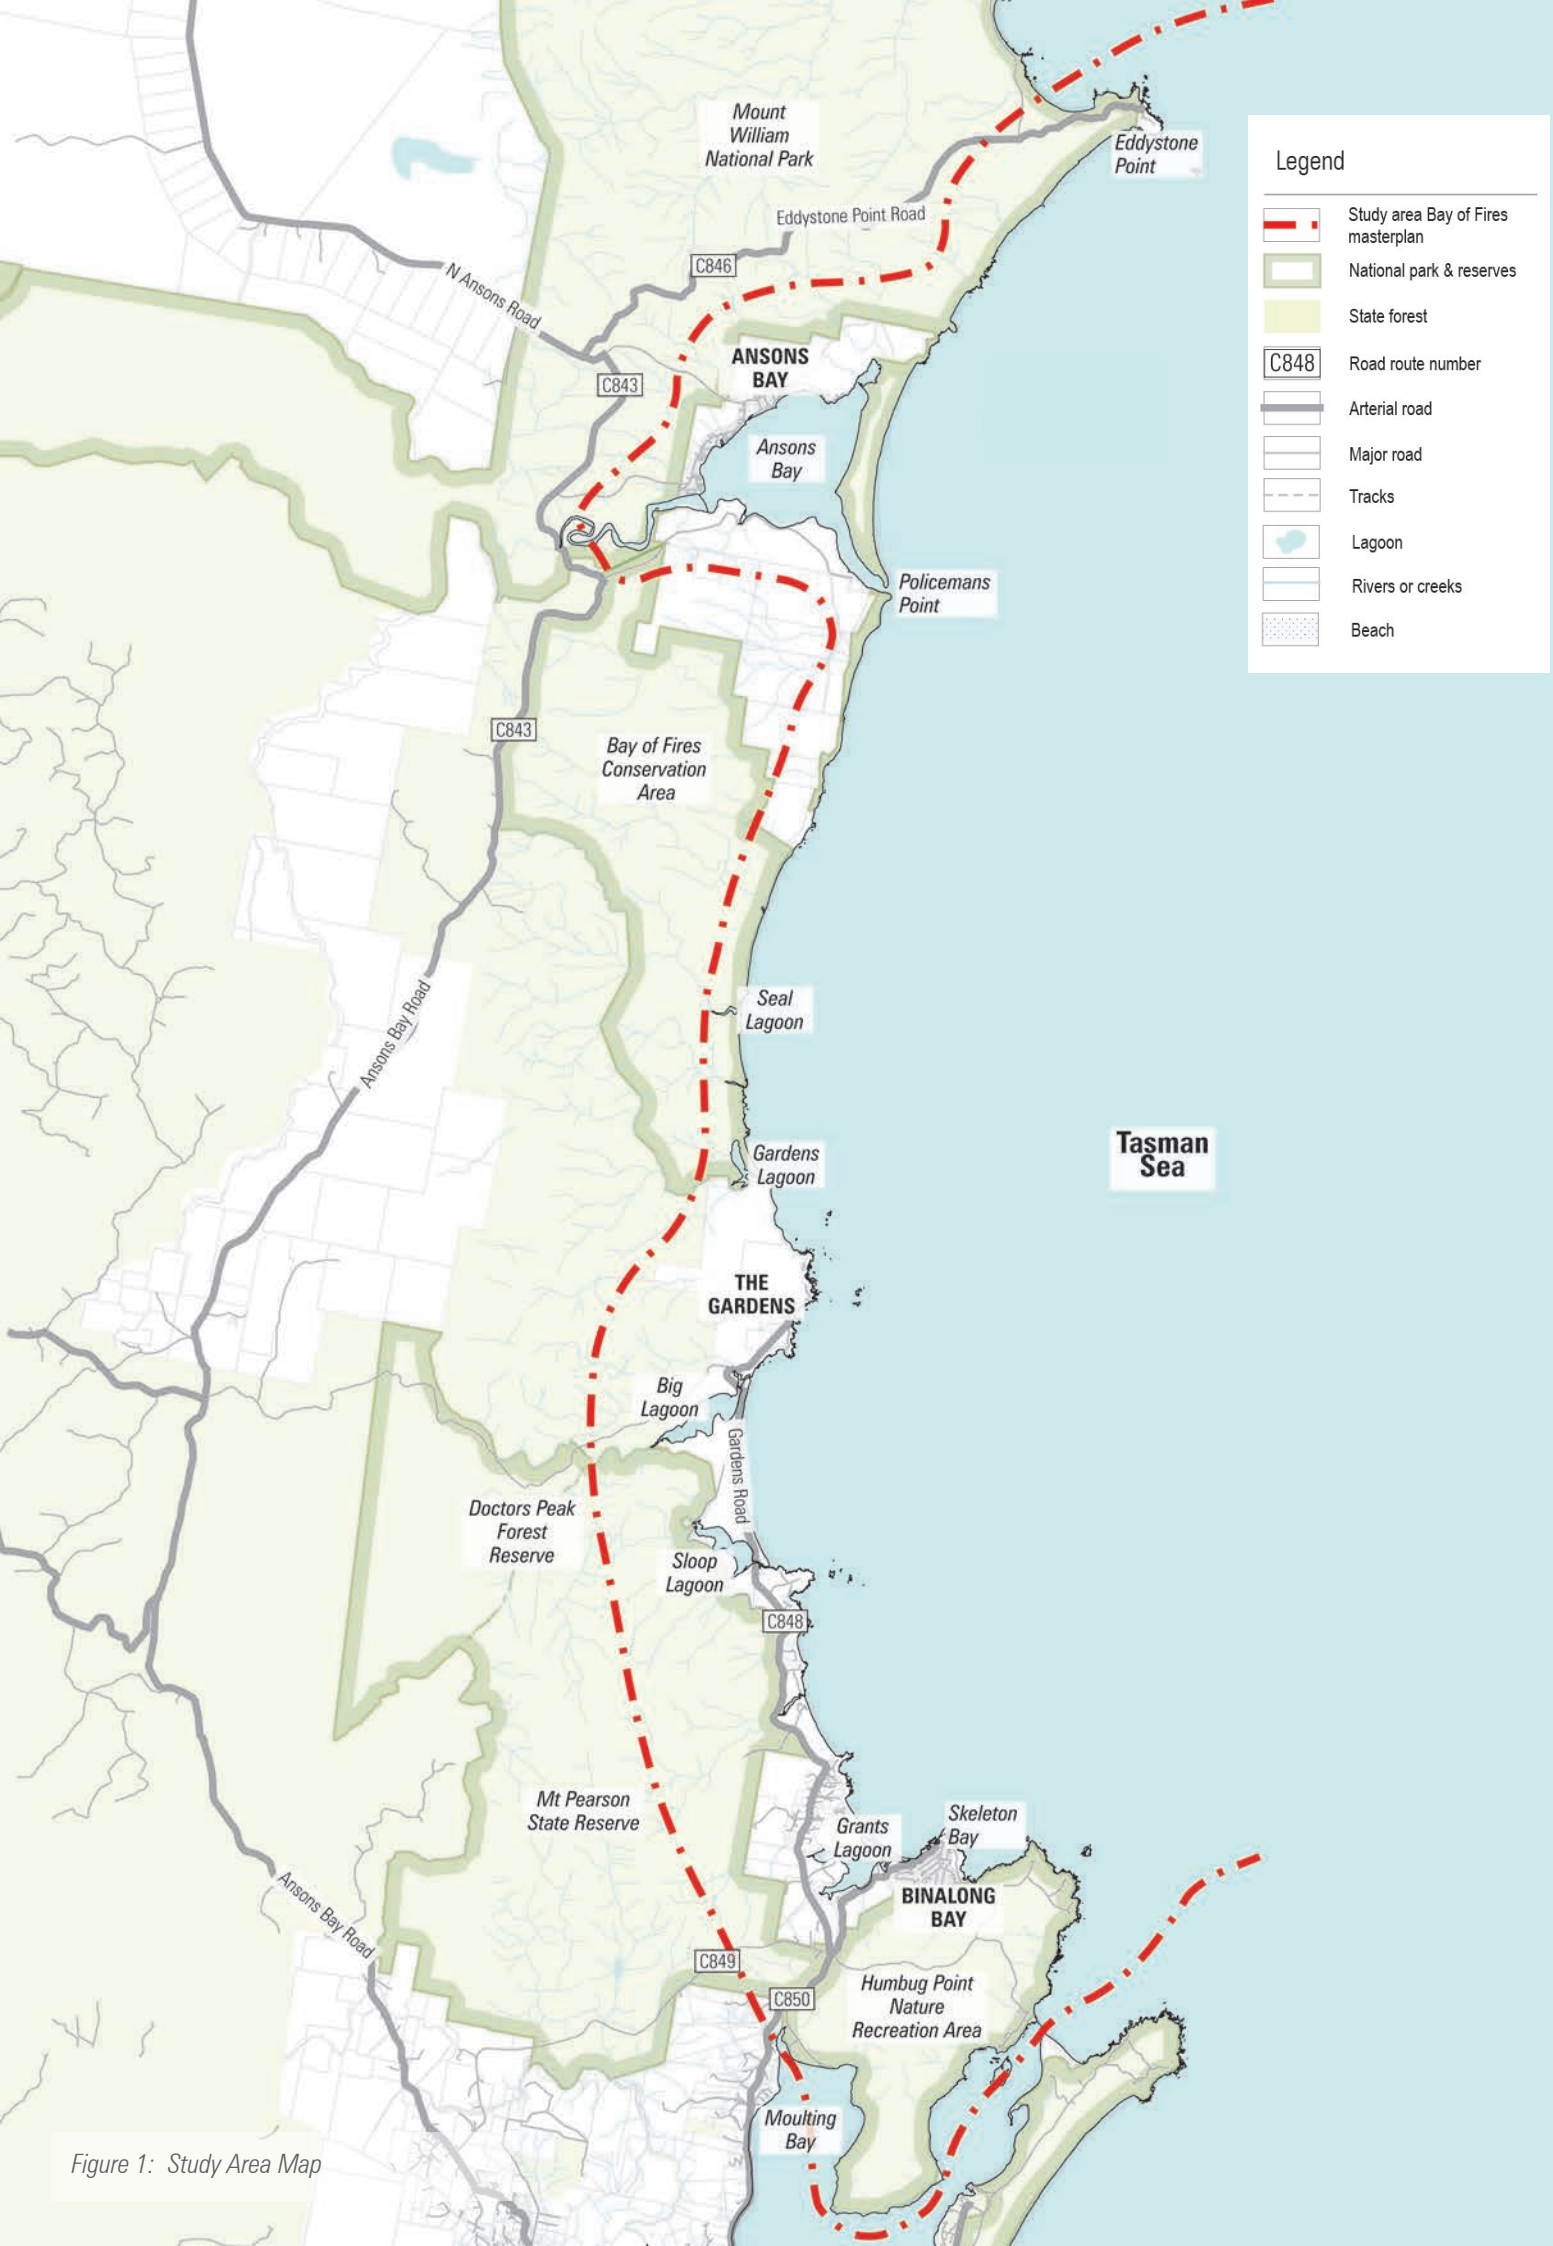 Mount
William
National Park
Eddystone
Point
Eddystone Point Road
C846
N Ansons Road
ANSONS
BAY
C843
Ansons
Bay
Policemans
Point
C843
Bay of Fires
Conservation
Area
Ansons Bay Road
Seal
Lagoon
Gardens
Lagoon
Tasman
Sea
THE
GARDENS
Big
Lagoon
Gardens Road
Doctors Peak
Forest
Reserve
Sloop
Lagoon
C848
Mt Pearson
State Reserve
Grants
Lagoon
Skeleton
Bay
BINALONG
BAY
Ansons Bay Road
C849
C850
Humbug Point
Nature
Recreation Area
Moulting
Bay
Figure 1: Study Area Map
Legend
Study area Bay of Fires
masterplan
National park & reserves
State forest
C848 Road route number
Arterial road
Major road
Tracks
Lagoon
Rivers or creeks
Beach